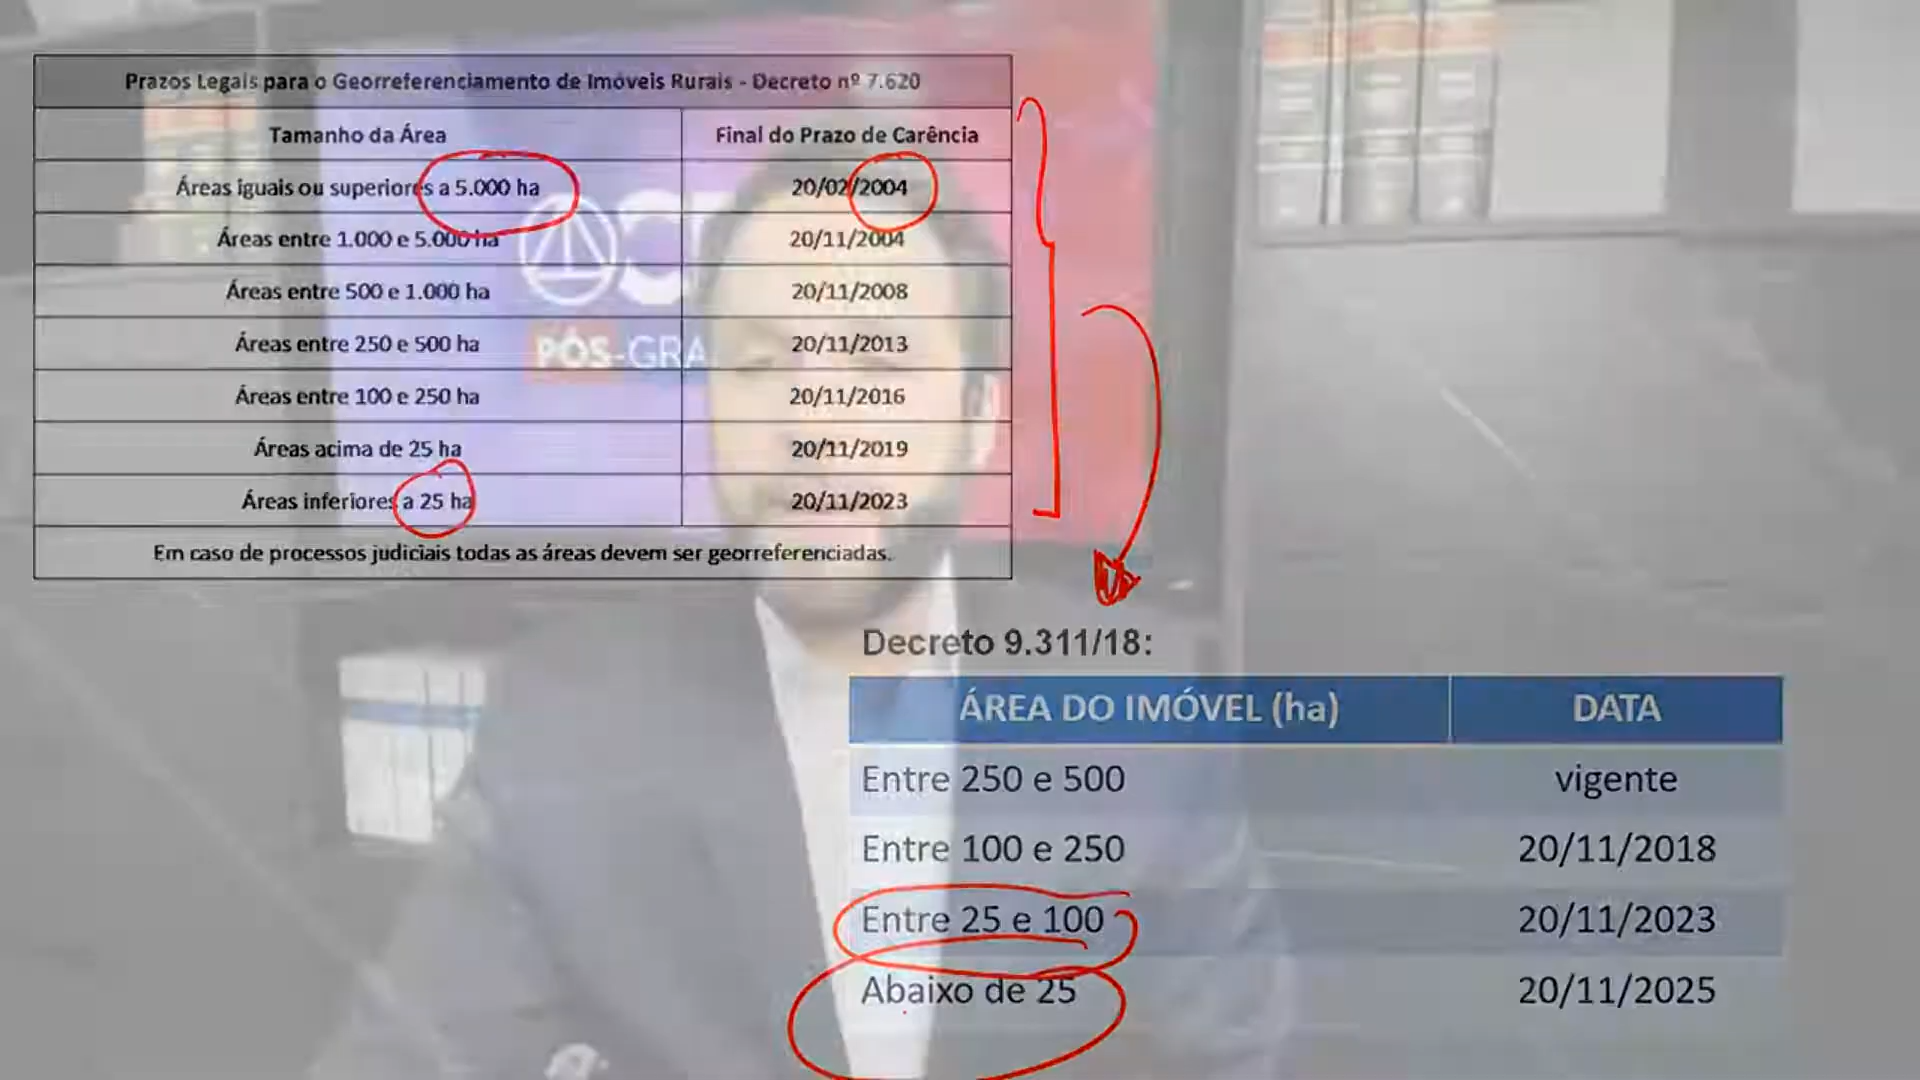 Prazos Legais para o Georreferenciamento de Imóveis Rurais - Decreto nº 7.620
Tamanho da Área Final do Prazo de Carência
Áreas iguais ou superiores a 5.000 ha 20/02/2004
Áreas entre 1.000 e 5.000 ha 20/11/2004
Áreas entre 500 e 1.000 ha 20/11/2008
Áreas entre 250 e 500 ha 20/11/2013
Áreas entre 100 e 250 ha 20/11/2016
Áreas acima de 25 ha 20/11/2019
Áreas inferiores a 25 ha 20/11/2023
Em caso de processos judiciais todas as áreas devem ser georreferenciadas.
PÓS-GRA
Decreto 9.311/18:
ÁREA DO IMÓVEL (ha) DATA
Entre 250 e 500 vigente
Entre 100 e 250 20/11/2018
Entre 25 e 100 20/11/2023
Abaixo de 25 20/11/2025